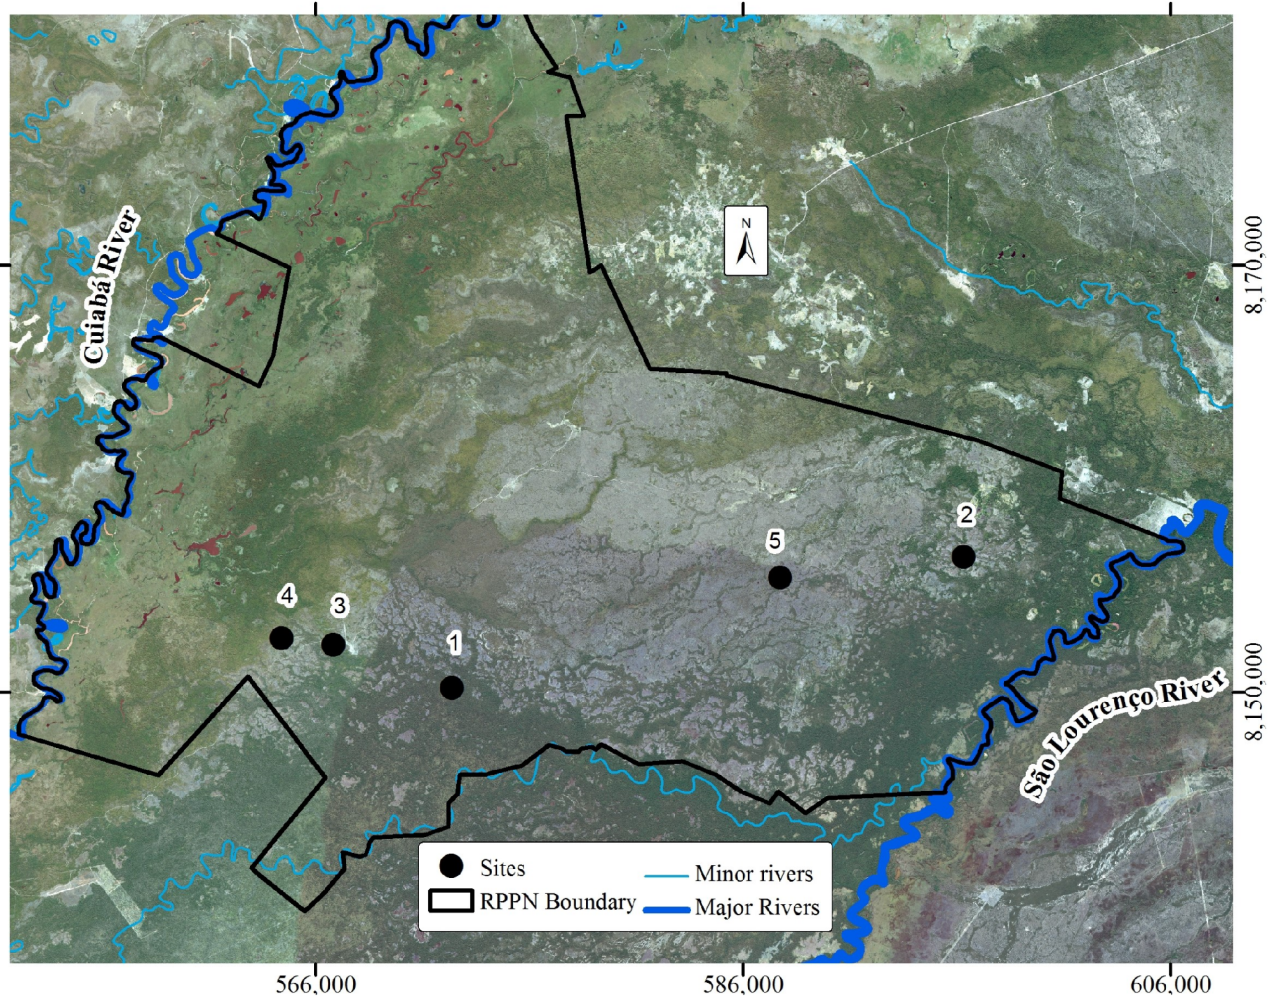 N
Cuiabá River
8,170,000
2
5
4
3
1
8,150,000
São Lourenço River
Sites
RPPN Boundary
Minor rivers
Major Rivers
566,000
586,000
606,000